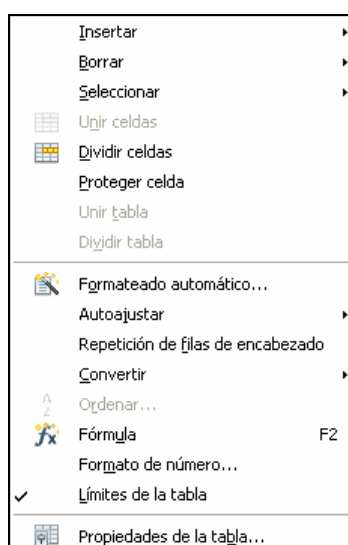 Insertar
Borrar
Seleccionar
Unir celdas
Dividir celdas
Proteger celda
Unir tabla
Dividir tabla
Formateado automático...
Autoajustar
Repetición de filas de encabezado
Convertir
A
Z
Ordenar...
fx
Fórmula F2
Formato de número...
Límites de la tabla
Propiedades de la tabla...